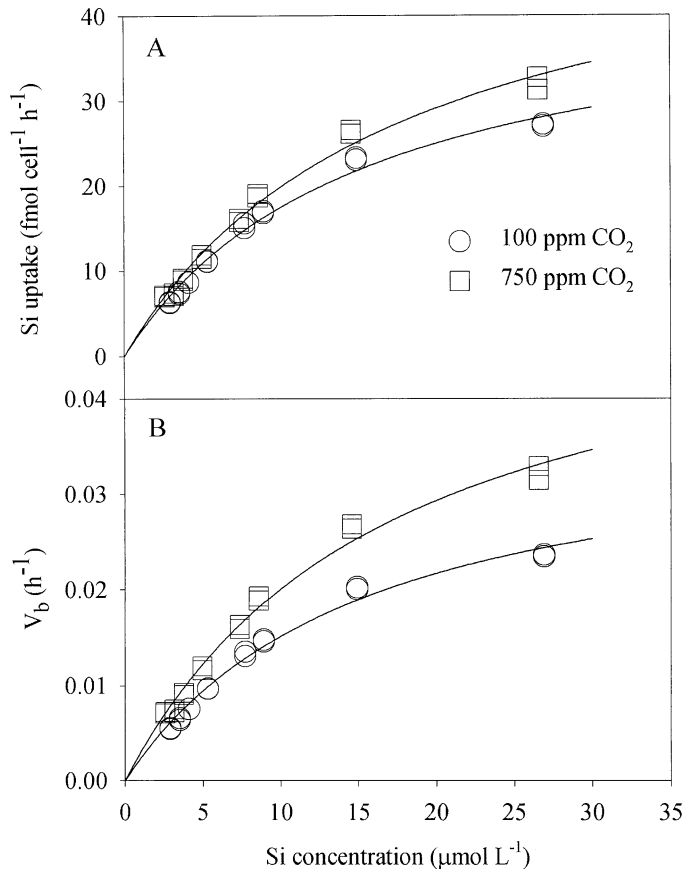 40
A
30
20
10
0
Si uptake (fmol cell⁻¹ h⁻¹)
100 ppm CO₂
750 ppm CO₂
0.04
B
0.03
0.02
0.01
0.00
V_b (h⁻¹)
0 5 10 15 20 25 30 35
Si concentration (μmol L⁻¹)